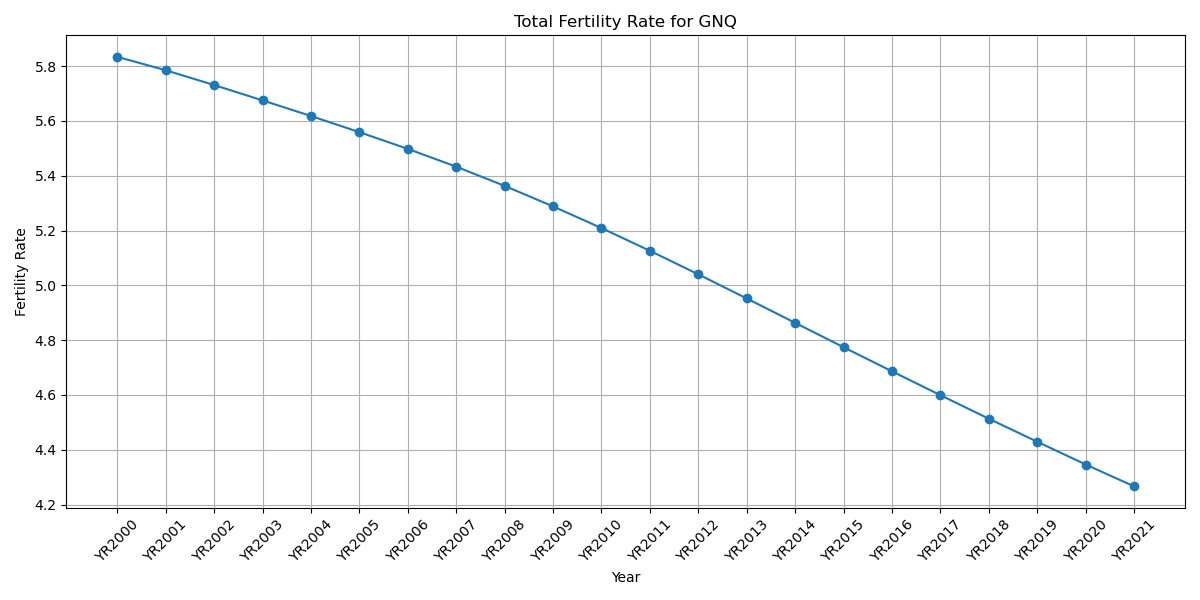 Total Fertility Rate for GNQ
Fertility Rate
5.8
5.6
5.4
5.2
5.0
4.8
4.6
4.4
4.2
YR2000
YR2001
YR2002
YR2003
YR2004
YR2005
YR2006
YR2007
YR2008
YR2009
YR2010
YR2011
YR2012
YR2013
YR2014
YR2015
YR2016
YR2017
YR2018
YR2019
YR2020
YR2021
Year